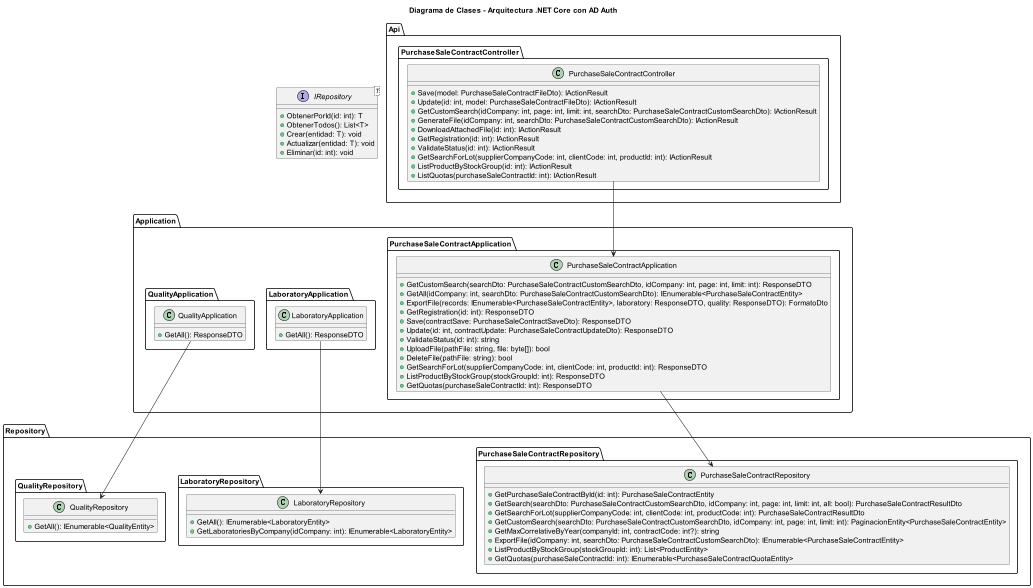 Diagrama de Clases - Arquitectura .NET Core con AD Auth
Api
PurchaseSaleContractController
C PurchaseSaleContractController
Save(model: PurchaseSaleContractFileDto): IActionResult
Update(id: int, model: PurchaseSaleContractFileDto): IActionResult
GetCustomSearch(idCompany: int, page: int, limit: int, searchDto: PurchaseSaleContractCustomSearchDto): IActionResult
GenerateFile(idCompany: int, searchDto: PurchaseSaleContractCustomSearchDto): IActionResult
DownloadAttachedFile(id: int): IActionResult
GetRegistration(id: int): IActionResult
ValidateStatus(id: int): IActionResult
GetSearchForLot(supplierCompanyCode: int, clientCode: int, productId: int): IActionResult
ListProductByStockGroup(id: int): IActionResult
ListQuotas(purchaseSaleContractId: int): IActionResult
I IRepository
T
ObtenerPorId(id: int): T
ObtenerTodos(): List<T>
Crear(entidad: T): void
Actualizar(entidad: T): void
Eliminar(id: int): void
Application
PurchaseSaleContractApplication
C PurchaseSaleContractApplication
GetCustomSearch(searchDto: PurchaseSaleContractCustomSearchDto, idCompany: int, page: int, limit: int): ResponseDTO
GetAll(idCompany: int, searchDto: PurchaseSaleContractCustomSearchDto): IEnumerable<PurchaseSaleContractEntity>
ExportFile(records: IEnumerable<PurchaseSaleContractEntity>, laboratory: ResponseDTO, quality: ResponseDTO): FormatoDto
GetRegistration(id: int): ResponseDTO
Save(contractSave: PurchaseSaleContractSaveDto): ResponseDTO
Update(id: int, contractUpdate: PurchaseSaleContractUpdateDto): ResponseDTO
ValidateStatus(id: int): string
UploadFile(pathFile: string, file: byte[]): bool
DeleteFile(pathFile: string): bool
GetSearchForLot(supplierCompanyCode: int, clientCode: int, productId: int): ResponseDTO
ListProductByStockGroup(stockGroupId: int): ResponseDTO
GetQuotas(purchaseSaleContractId: int): ResponseDTO
QualityApplication
C QualityApplication
GetAll(): ResponseDTO
LaboratoryApplication
C LaboratoryApplication
GetAll(): ResponseDTO
Repository
QualityRepository
C QualityRepository
GetAll(): IEnumerable<QualityEntity>
LaboratoryRepository
C LaboratoryRepository
GetAll(): IEnumerable<LaboratoryEntity>
GetLaboratoriesByCompany(idCompany: int): IEnumerable<LaboratoryEntity>
PurchaseSaleContractRepository
C PurchaseSaleContractRepository
GetPurchaseSaleContractById(id: int): PurchaseSaleContractEntity
GetSearch(searchDto: PurchaseSaleContractCustomSearchDto, idCompany: int, page: int, limit: int, all: bool): PurchaseSaleContractResultDto
GetSearchForLot(supplierCompanyCode: int, clientCode: int, productCode: int): PurchaseSaleContractResultDto
GetCustomSearch(searchDto: PurchaseSaleContractCustomSearchDto, idCompany: int, page: int, limit: int): PaginacionEntity<PurchaseSaleContractEntity>
GetMaxCorrelativeByYear(companyId: int, contractCode: int?): string
ExportFile(idCompany: int, searchDto: PurchaseSaleContractCustomSearchDto): IEnumerable<PurchaseSaleContractEntity>
ListProductByStockGroup(stockGroupId: int): List<ProductEntity>
GetQuotas(purchaseSaleContractId: int): IEnumerable<PurchaseSaleContractQuotaEntity>